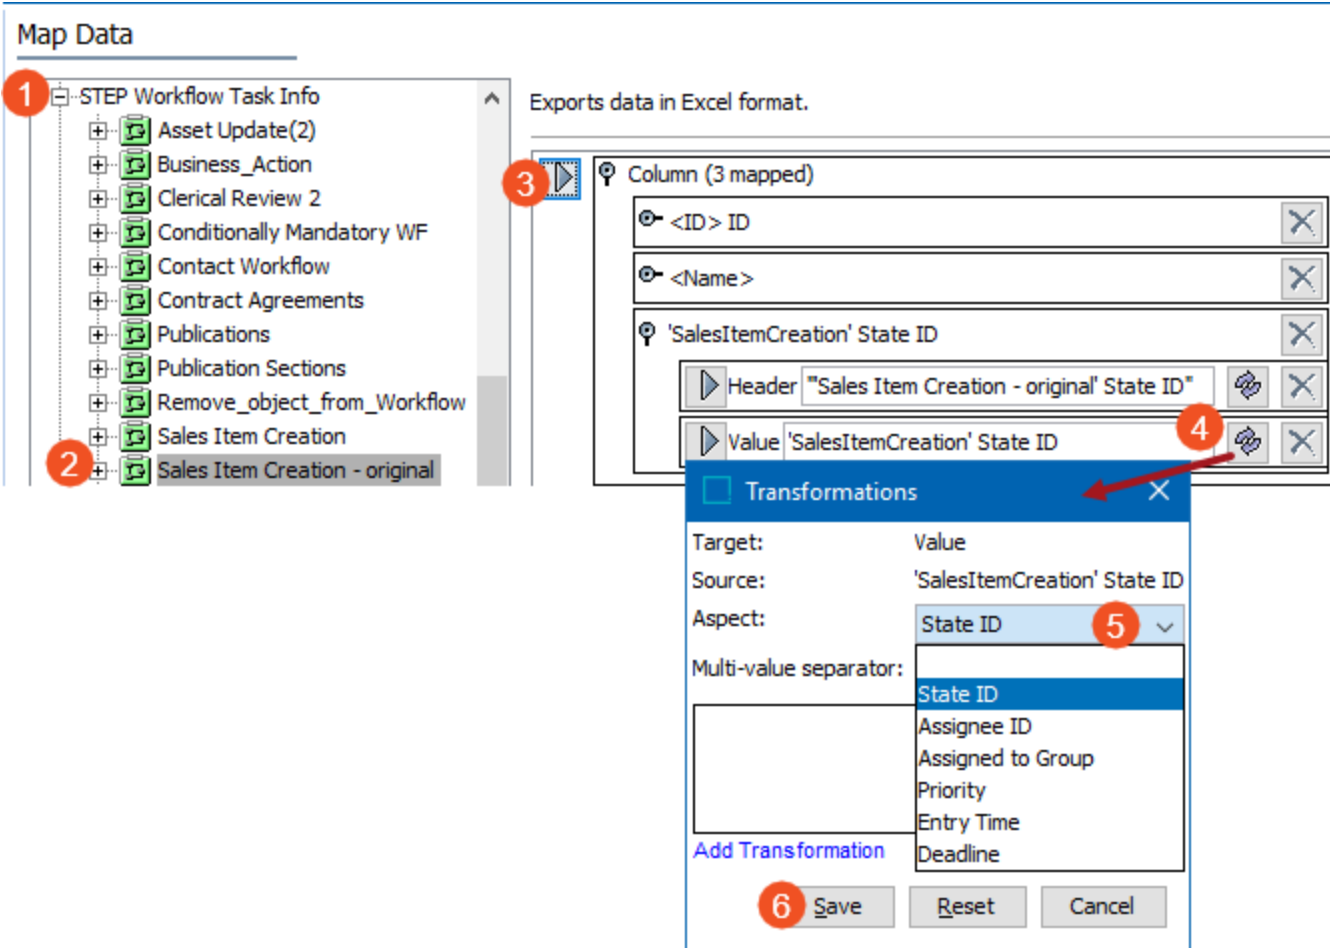 Map Data
1
STEP Workflow Task Info
Asset Update(2)
Business_Action
Clerical Review 2
Conditionally Mandatory WF
Contact Workflow
Contract Agreements
Publications
Publication Sections
Remove_object_from_Workflow
Sales Item Creation
2
Sales Item Creation - original
Exports data in Excel format.
3
Column (3 mapped)
<ID> ID
<Name>
'SalesItemCreation' State ID
Header "'Sales Item Creation - original' State ID"
Value 'SalesItemCreation' State ID
4
Transformations
Target: Value
Source: 'SalesItemCreation' State ID
Aspect: State ID
5
Multi-value separator:
State ID
Assignee ID
Assigned to Group
Priority
Entry Time
Deadline
Add Transformation
6
Save Reset Cancel